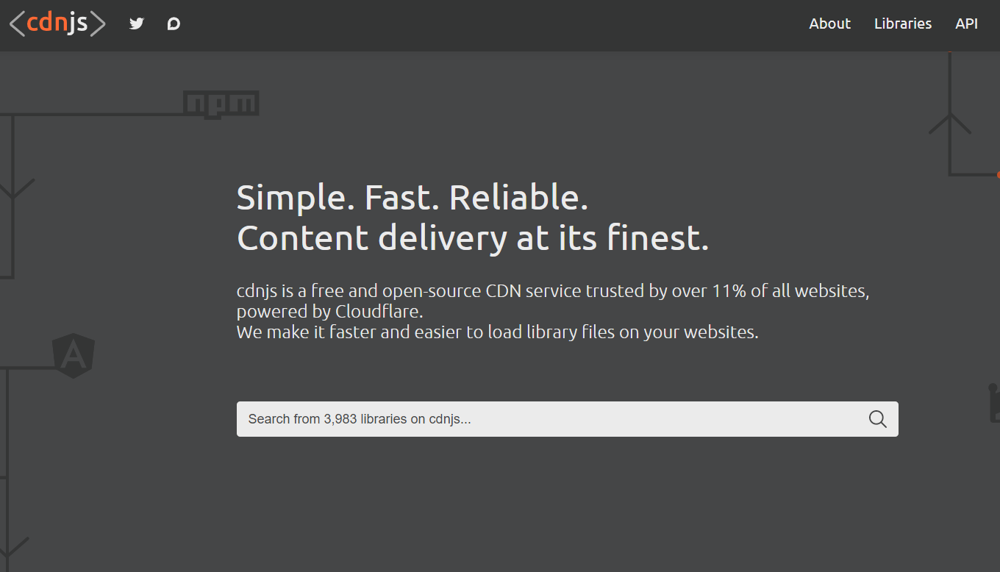 <cdnjs>
About Libraries API
npm
Simple. Fast. Reliable.
Content delivery at its finest.
cdnjs is a free and open-source CDN service trusted by over 11% of all websites,
powered by Cloudflare.
We make it faster and easier to load library files on your websites.
A
Search from 3,983 libraries on cdnjs...